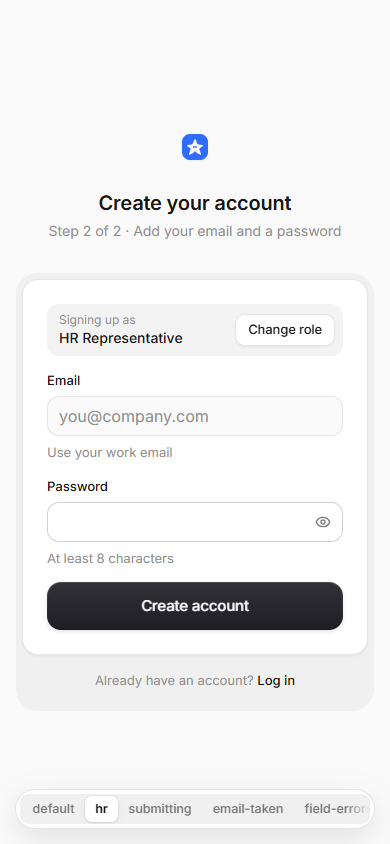 Create your account
Step 2 of 2 · Add your email and a password
Signing up as
HR Representative
Change role
Email
you@company.com
Use your work email
Password
At least 8 characters
Create account
Already have an account? Log in
default hr submitting email-taken field-error